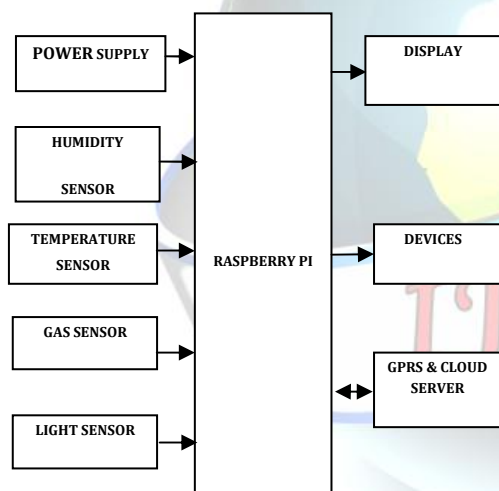 POWER SUPPLY
HUMIDITY
SENSOR
TEMPERATURE
SENSOR
GAS SENSOR
LIGHT SENSOR
RASPBERRY PI
DISPLAY
DEVICES
GPRS & CLOUD
SERVER